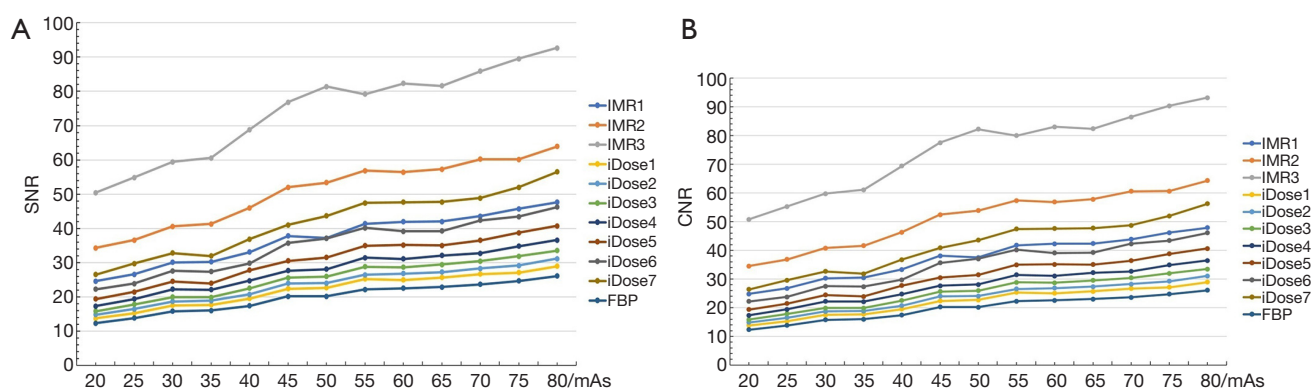 A
SNR
100
90
80
70
60
50
40
30
20
10
0
20 25 30 35 40 45 50 55 60 65 70 75 80/mAs
IMR1
IMR2
IMR3
iDose1
iDose2
iDose3
iDose4
iDose5
iDose6
iDose7
FBP
B
CNR
100
90
80
70
60
50
40
30
20
10
0
20 25 30 35 40 45 50 55 60 65 70 75 80/mAs
IMR1
IMR2
IMR3
iDose1
iDose2
iDose3
iDose4
iDose5
iDose6
iDose7
FBP